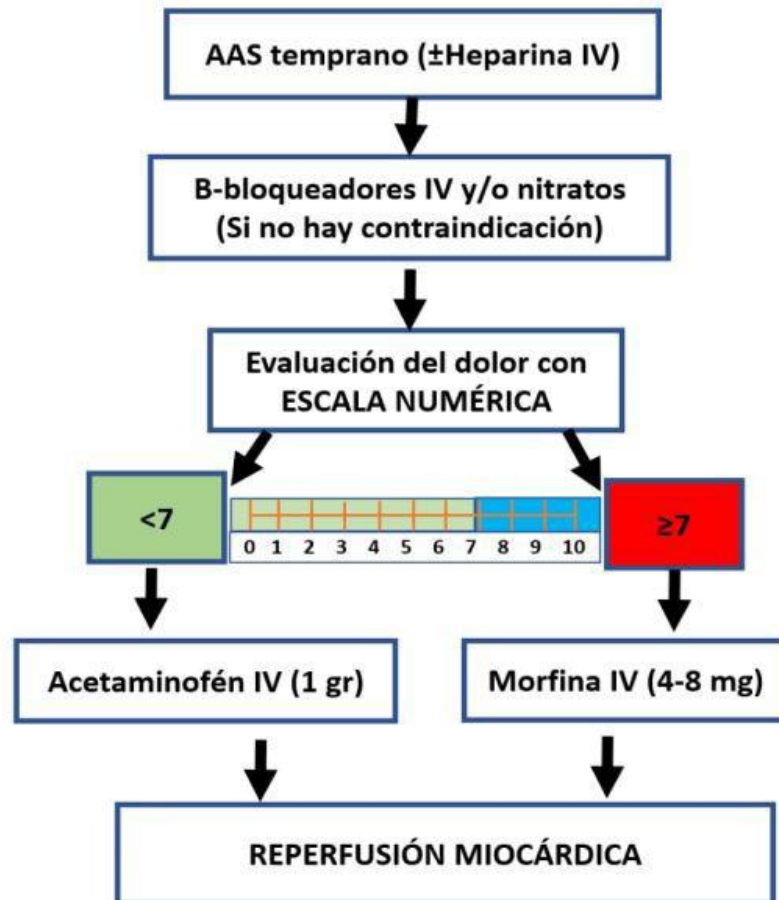 AAS temprano (±Heparina IV)
B-bloqueadores IV y/o nitratos
(Si no hay contraindicación)
Evaluación del dolor con
ESCALA NUMÉRICA
<7
0 1 2 3 4 5 6 7 8 9 10
≥7
Acetaminofén IV (1 gr)
Morfina IV (4-8 mg)
REPERFUSIÓN MIOCÁRDICA